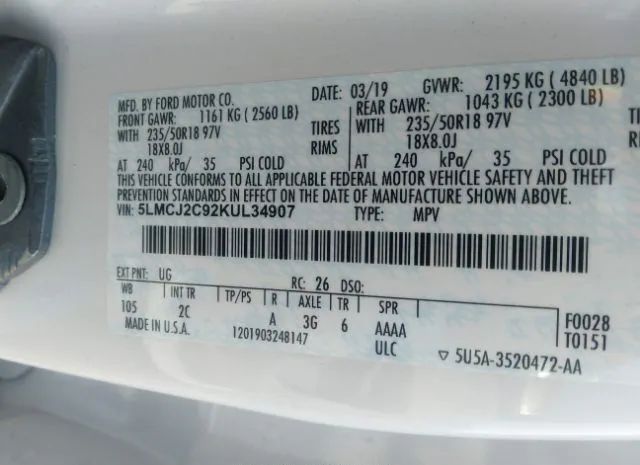 MFD. BY FORD MOTOR CO. DATE: 03/19 GVWR: 2195 KG ( 4840 LB)
FRONT GAWR: 1161 KG ( 2560 LB) REAR GAWR: 1043 KG ( 2300 LB)
WITH 235/50R18 97V TIRES WITH 235/50R18 97V
18X8.0J RIMS 18X8.0J
AT 240 kPa/ 35 PSI COLD AT 240 kPa/ 35 PSI COLD
THIS VEHICLE CONFORMS TO ALL APPLICABLE FEDERAL MOTOR VEHICLE SAFETY AND THEFT
PREVENTION STANDARDS IN EFFECT ON THE DATE OF MANUFACTURE SHOWN ABOVE.
VIN: 5LMCJ2C92KUL34907 TYPE: MPV
EXT PNT: UG RC: 26 DSO:
WB INT TR TP/PS R AXLE TR SPR
105 2C A 3G 6 AAAA F0028
MADE IN U.S.A. 1201903248147 ULC T0151
▽ 5U5A-3520472-AA